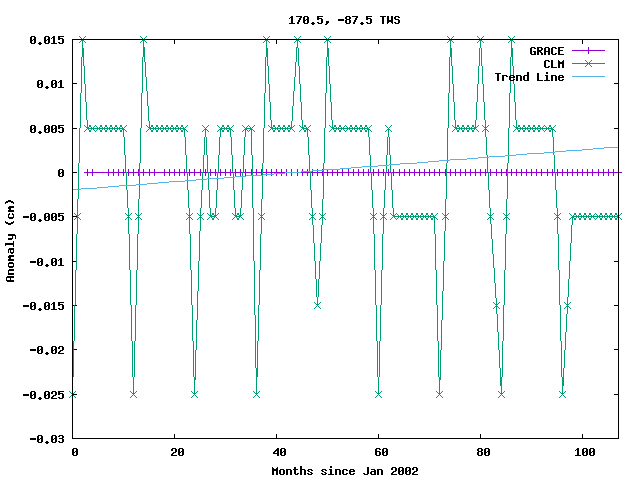 170.5, -87.5 TWS
GRACE
CLM
Trend Line
0.015
0.01
0.005
0
-0.005
-0.01
-0.015
-0.02
-0.025
-0.03
Anomaly (cm)
0 20 40 60 80 100
Months since Jan 2002